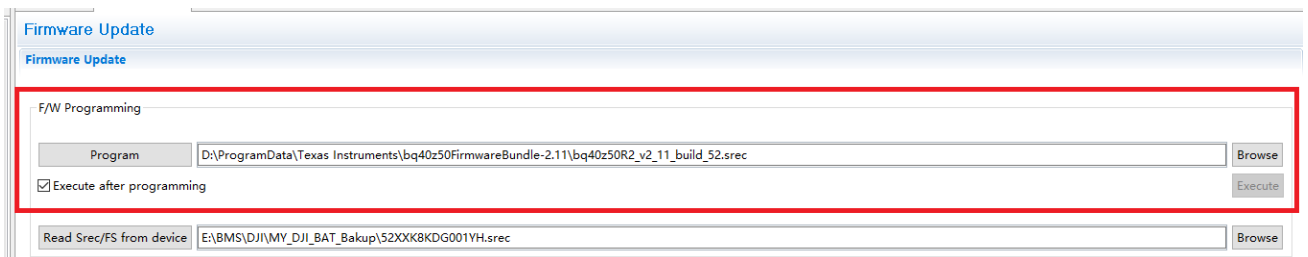 Firmware Update
Firmware Update
F/W Programming
Program D:\ProgramData\Texas Instruments\bq40z50FirmwareBundle-2.11\bq40z50R2_v2_11_build_52.srec Browse
Execute after programming Execute
Read Srec/FS from device E:\BMS\DJI\MY_DJI_BAT_Bakup\52XXK8KDG001YH.srec Browse